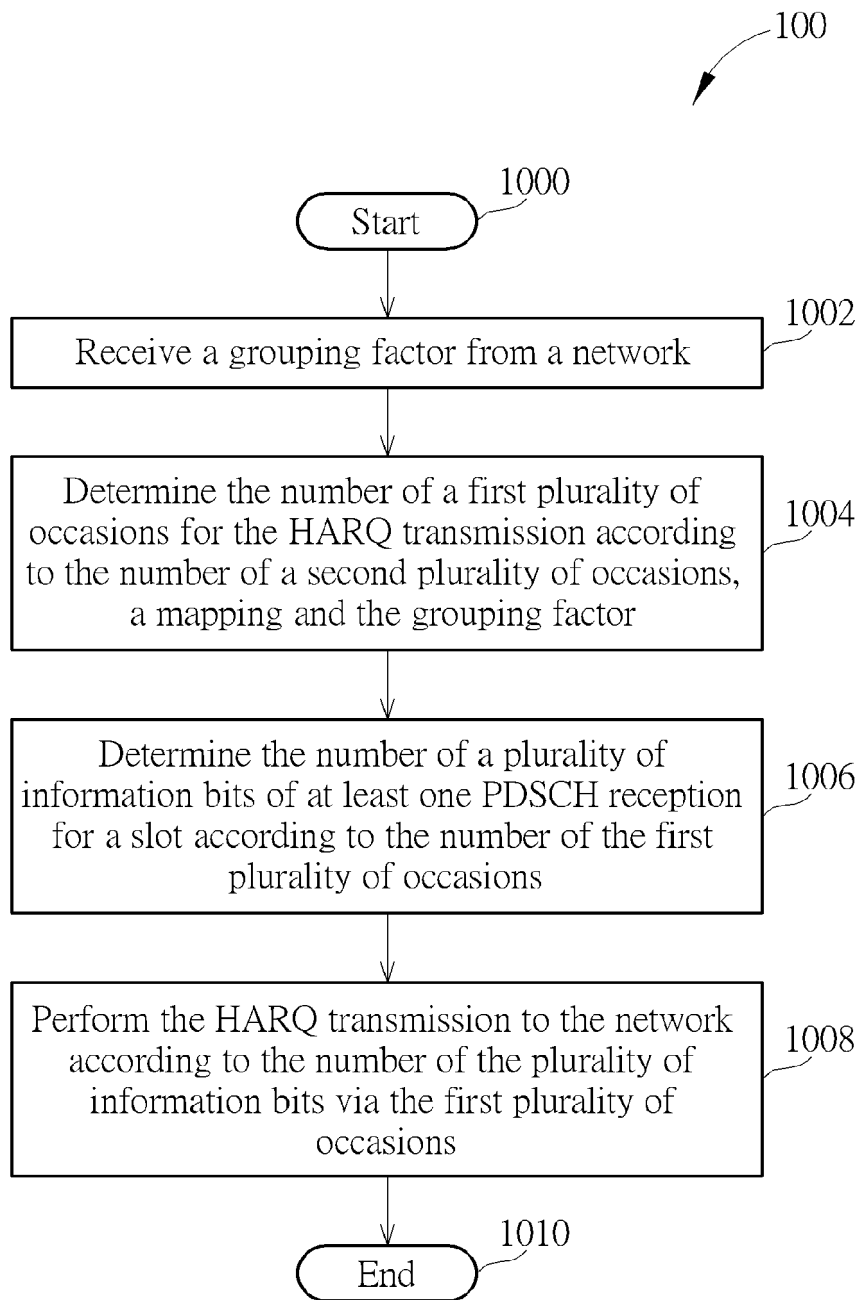 100
1000
Start
1002
Receive a grouping factor from a network
Determine the number of a first plurality of
occasions for the HARQ transmission according
to the number of a second plurality of occasions,
a mapping and the grouping factor
1004
Determine the number of a plurality of
information bits of at least one PDSCH reception
for a slot according to the number of the first
plurality of occasions
1006
Perform the HARQ transmission to the network
according to the number of the plurality of
information bits via the first plurality of
occasions
1008
1010
End